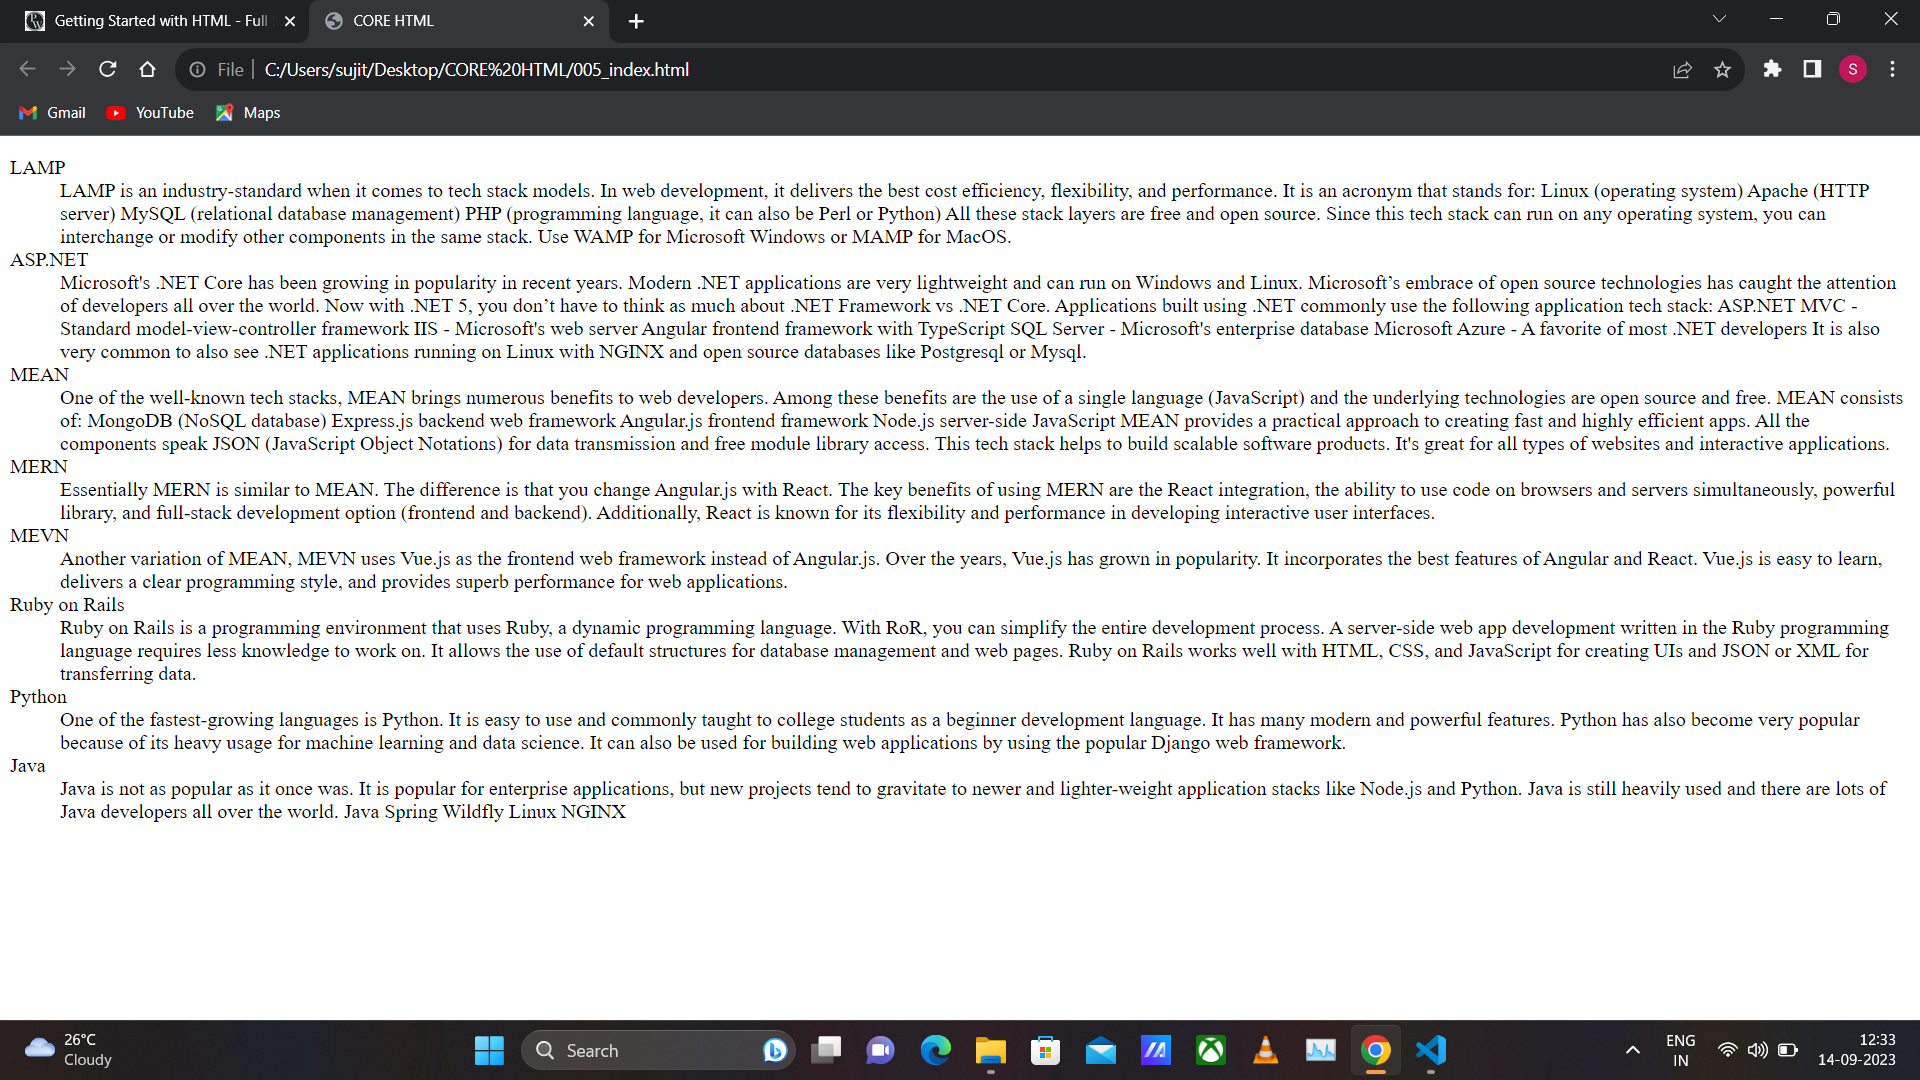 Getting Started with HTML - Full
CORE HTML
File
C:/Users/sujit/Desktop/CORE%20HTML/005_index.html
S
Gmail
YouTube
Maps
LAMP
LAMP is an industry-standard when it comes to tech stack models. In web development, it delivers the best cost efficiency, flexibility, and performance. It is an acronym that stands for: Linux (operating system) Apache (HTTP
server) MySQL (relational database management) PHP (programming language, it can also be Perl or Python) All these stack layers are free and open source. Since this tech stack can run on any operating system, you can
interchange or modify other components in the same stack. Use WAMP for Microsoft Windows or MAMP for MacOS.
ASP.NET
Microsoft's .NET Core has been growing in popularity in recent years. Modern .NET applications are very lightweight and can run on Windows and Linux. Microsoft’s embrace of open source technologies has caught the attention
of developers all over the world. Now with .NET 5, you don’t have to think as much about .NET Framework vs .NET Core. Applications built using .NET commonly use the following application tech stack: ASP.NET MVC -
Standard model-view-controller framework IIS - Microsoft's web server Angular frontend framework with TypeScript SQL Server - Microsoft's enterprise database Microsoft Azure - A favorite of most .NET developers It is also
very common to also see .NET applications running on Linux with NGINX and open source databases like Postgresql or Mysql.
MEAN
One of the well-known tech stacks, MEAN brings numerous benefits to web developers. Among these benefits are the use of a single language (JavaScript) and the underlying technologies are open source and free. MEAN consists
of: MongoDB (NoSQL database) Express.js backend web framework Angular.js frontend framework Node.js server-side JavaScript MEAN provides a practical approach to creating fast and highly efficient apps. All the
components speak JSON (JavaScript Object Notations) for data transmission and free module library access. This tech stack helps to build scalable software products. It's great for all types of websites and interactive applications.
MERN
Essentially MERN is similar to MEAN. The difference is that you change Angular.js with React. The key benefits of using MERN are the React integration, the ability to use code on browsers and servers simultaneously, powerful
library, and full-stack development option (frontend and backend). Additionally, React is known for its flexibility and performance in developing interactive user interfaces.
MEVN
Another variation of MEAN, MEVN uses Vue.js as the frontend web framework instead of Angular.js. Over the years, Vue.js has grown in popularity. It incorporates the best features of Angular and React. Vue.js is easy to learn,
delivers a clear programming style, and provides superb performance for web applications.
Ruby on Rails
Ruby on Rails is a programming environment that uses Ruby, a dynamic programming language. With RoR, you can simplify the entire development process. A server-side web app development written in the Ruby programming
language requires less knowledge to work on. It allows the use of default structures for database management and web pages. Ruby on Rails works well with HTML, CSS, and JavaScript for creating UIs and JSON or XML for
transferring data.
Python
One of the fastest-growing languages is Python. It is easy to use and commonly taught to college students as a beginner development language. It has many modern and powerful features. Python has also become very popular
because of its heavy usage for machine learning and data science. It can also be used for building web applications by using the popular Django web framework.
Java
Java is not as popular as it once was. It is popular for enterprise applications, but new projects tend to gravitate to newer and lighter-weight application stacks like Node.js and Python. Java is still heavily used and there are lots of
Java developers all over the world. Java Spring Wildfly Linux NGINX
26°C
Cloudy
Search
ENG
IN
12:33
14-09-2023